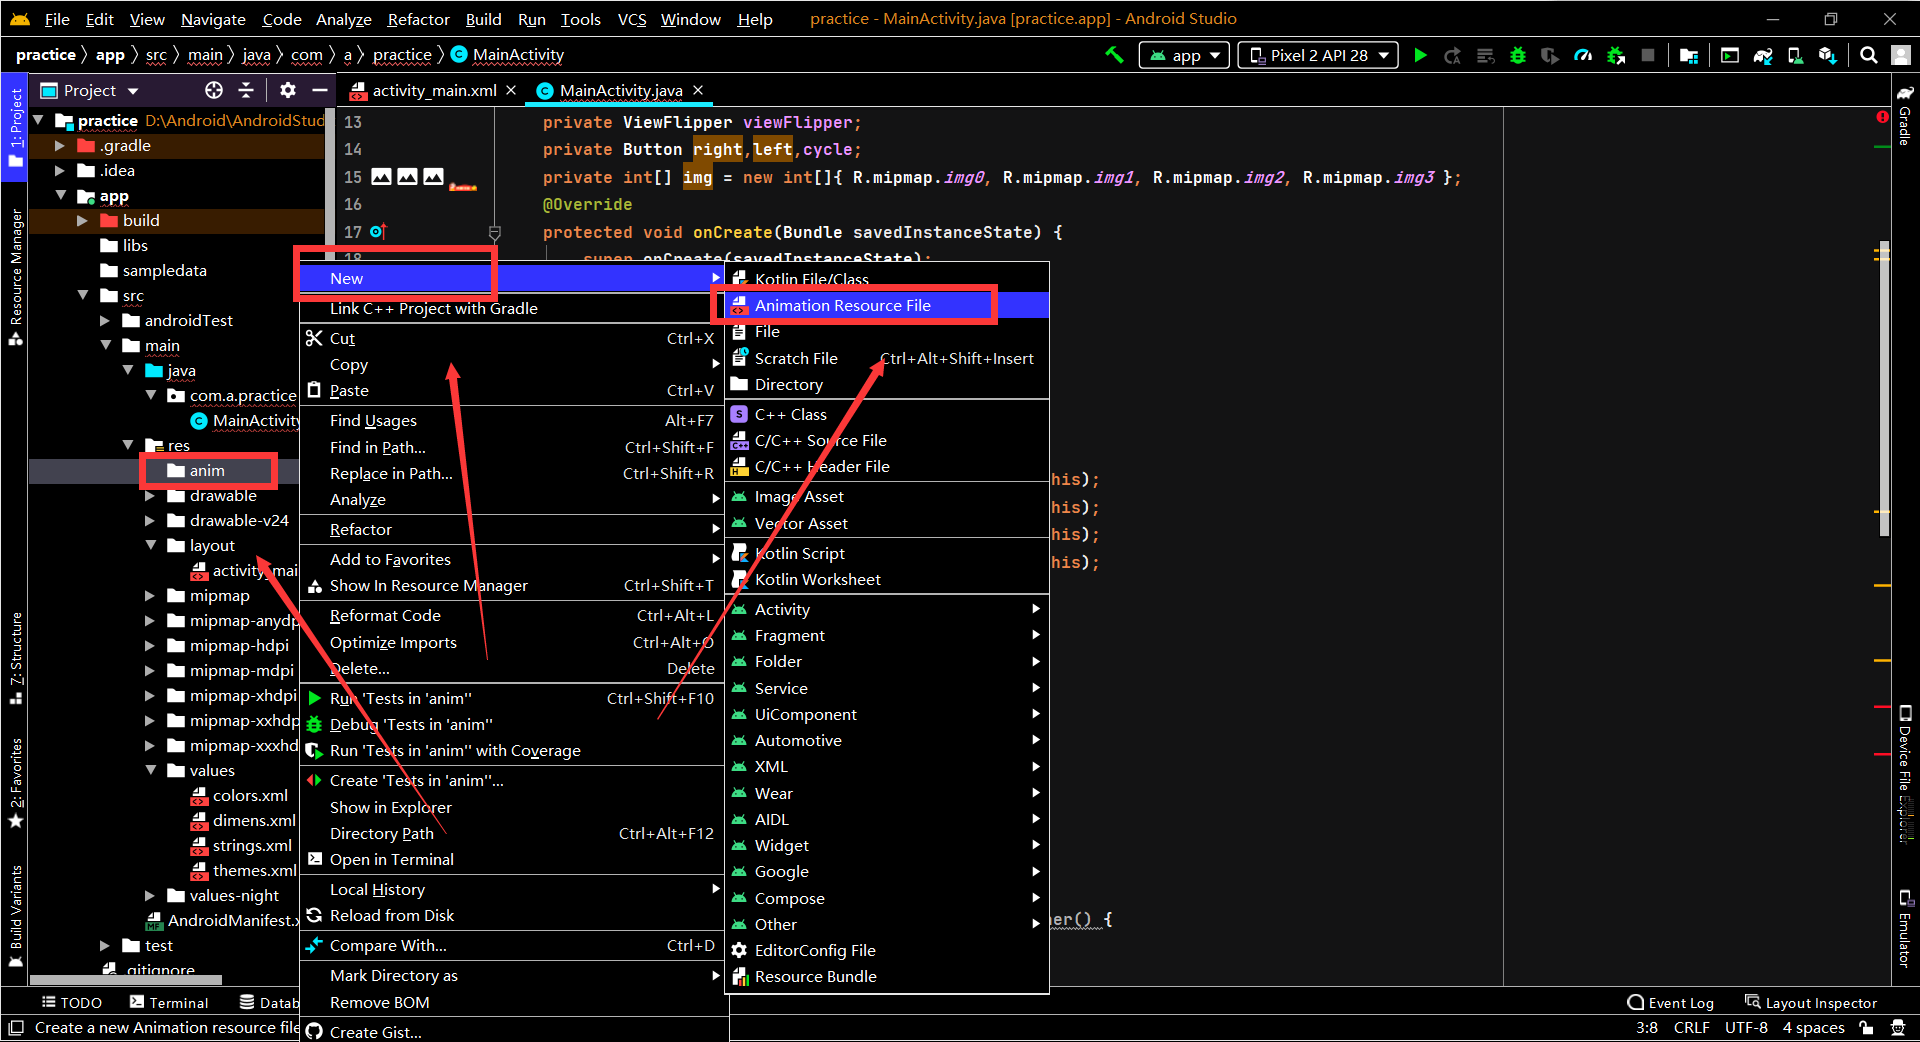 File Edit View Navigate Code Analyze Refactor Build Run Tools VCS Window Help practice - MainActivity.java [practice.app] - Android Studio
practice app src main java com a practice MainActivity app Pixel 2 API 28
Project
activity_main.xml MainActivity.java
1: Project
Resource Manager
7: Structure
2: Favorites
Build Variants
practice D:\Android\AndroidStud
.gradle
.idea
app
build
libs
sampledata
src
androidTest
main
java
com.a.practice
MainActivity
res
anim
drawable
drawable-v24
layout
activity_mai
mipmap
mipmap-anydp
mipmap-hdpi
mipmap-mdpi
mipmap-xhdpi
mipmap-xxhdp
mipmap-xxxhd
values
colors.xml
dimens.xml
strings.xml
themes.xml
values-night
AndroidManifest.x
test
.gitignore
13 private ViewFlipper viewFlipper;
14 private Button right,left,cycle;
15 private int[] img = new int[]{ R.mipmap.img0, R.mipmap.img1, R.mipmap.img2, R.mipmap.img3 };
16 @Override
17 protected void onCreate(Bundle savedInstanceState) {
18 super.onCreate(savedInstanceState);
his);
his);
his);
his);
ner() {
New
Link C++ Project with Gradle
Cut Ctrl+X
Copy
Paste Ctrl+V
Find Usages Alt+F7
Find in Path... Ctrl+Shift+F
Replace in Path... Ctrl+Shift+R
Analyze
Refactor
Add to Favorites
Show In Resource Manager Ctrl+Shift+T
Reformat Code Ctrl+Alt+L
Optimize Imports Ctrl+Alt+O
Delete... Delete
Run 'Tests in 'anim'' Ctrl+Shift+F10
Debug 'Tests in 'anim''
Run 'Tests in 'anim'' with Coverage
Create 'Tests in 'anim''...
Show in Explorer
Directory Path Ctrl+Alt+F12
Open in Terminal
Local History
Reload from Disk
Compare With... Ctrl+D
Mark Directory as
Remove BOM
Create Gist...
Kotlin File/Class
Animation Resource File
File
Scratch File Ctrl+Alt+Shift+Insert
Directory
C++ Class
C/C++ Source File
C/C++ Header File
Image Asset
Vector Asset
Kotlin Script
Kotlin Worksheet
Activity
Fragment
Folder
Service
UiComponent
Automotive
XML
Wear
AIDL
Widget
Google
Compose
Other
EditorConfig File
Resource Bundle
Gradle
Device File Explorer
Emulator
TODO Terminal Datab Event Log Layout Inspector
Create a new Animation resource file 3:8 CRLF UTF-8 4 spaces